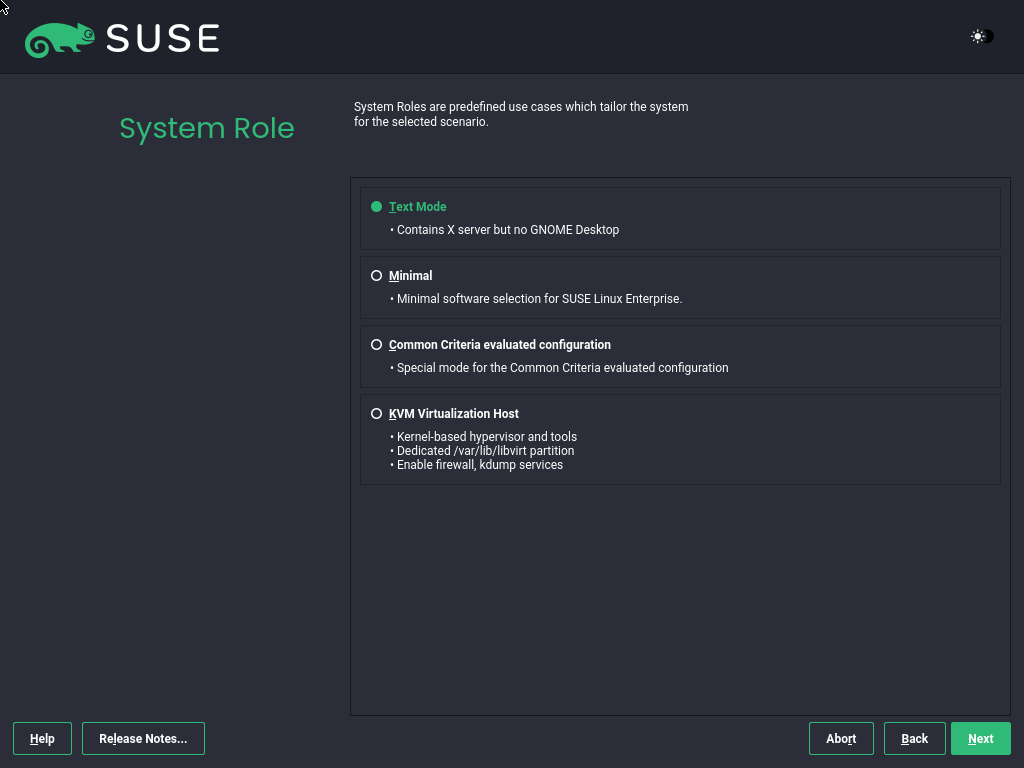 SUSE
System Role
System Roles are predefined use cases which tailor the system
for the selected scenario.
Text Mode
• Contains X server but no GNOME Desktop
Minimal
• Minimal software selection for SUSE Linux Enterprise.
Common Criteria evaluated configuration
• Special mode for the Common Criteria evaluated configuration
KVM Virtualization Host
• Kernel-based hypervisor and tools
• Dedicated /var/lib/libvirt partition
• Enable firewall, kdump services
Help
Release Notes...
Abort
Back
Next